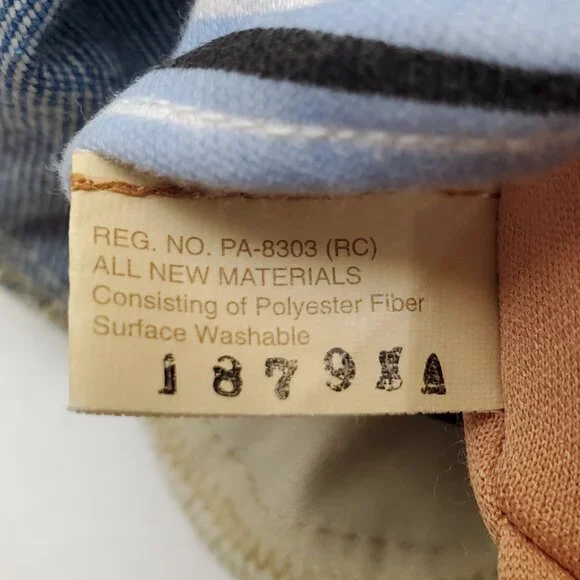 REG. NO. PA-8303 (RC)
ALL NEW MATERIALS
Consisting of Polyester Fiber
Surface Washable